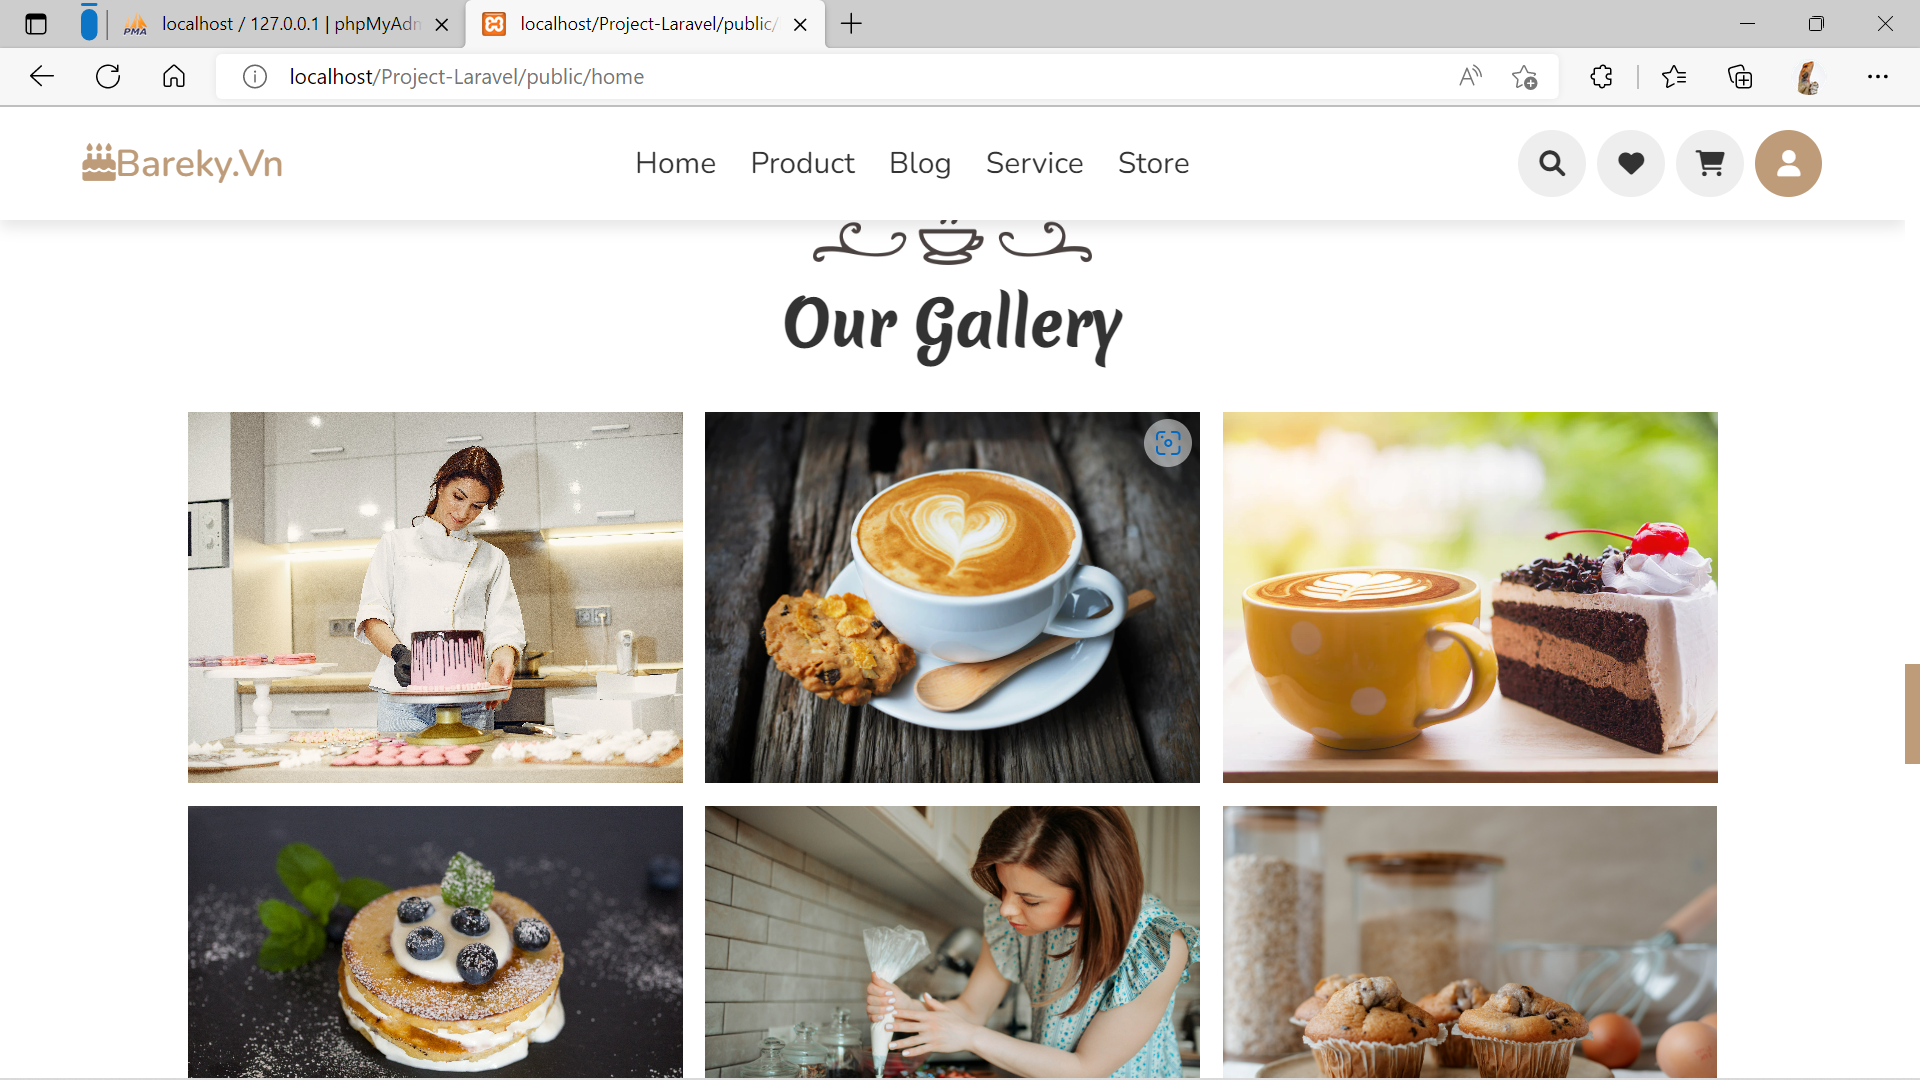 PMA localhost / 127.0.0.1 | phpMyAdn
localhost/Project-Laravel/public/
localhost/Project-Laravel/public/home
Bareky.Vn
Home Product Blog Service Store
Our Gallery